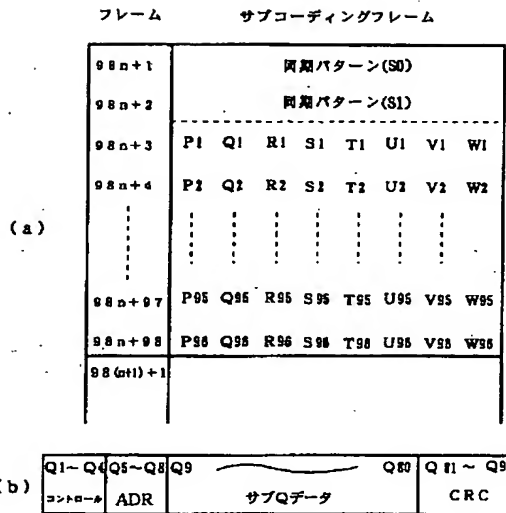 フレーム サブコーディングフレーム
98n+1 同期パターン(S0)
98n+2 同期パターン(S1)
98n+3 P1 Q1 R1 S1 T1 U1 V1 W1
98n+4 P2 Q2 R2 S2 T2 U2 V2 W2
(a)
98n+97 P95 Q95 R95 S95 T95 U95 V95 W95
98n+98 P96 Q96 R96 S96 T96 U96 V96 W96
98(n+1)+1
(b) Q1~Q4 Q5~Q8 Q9 Q80 Q81~Q9
コントロール ADR サブQデータ CRC